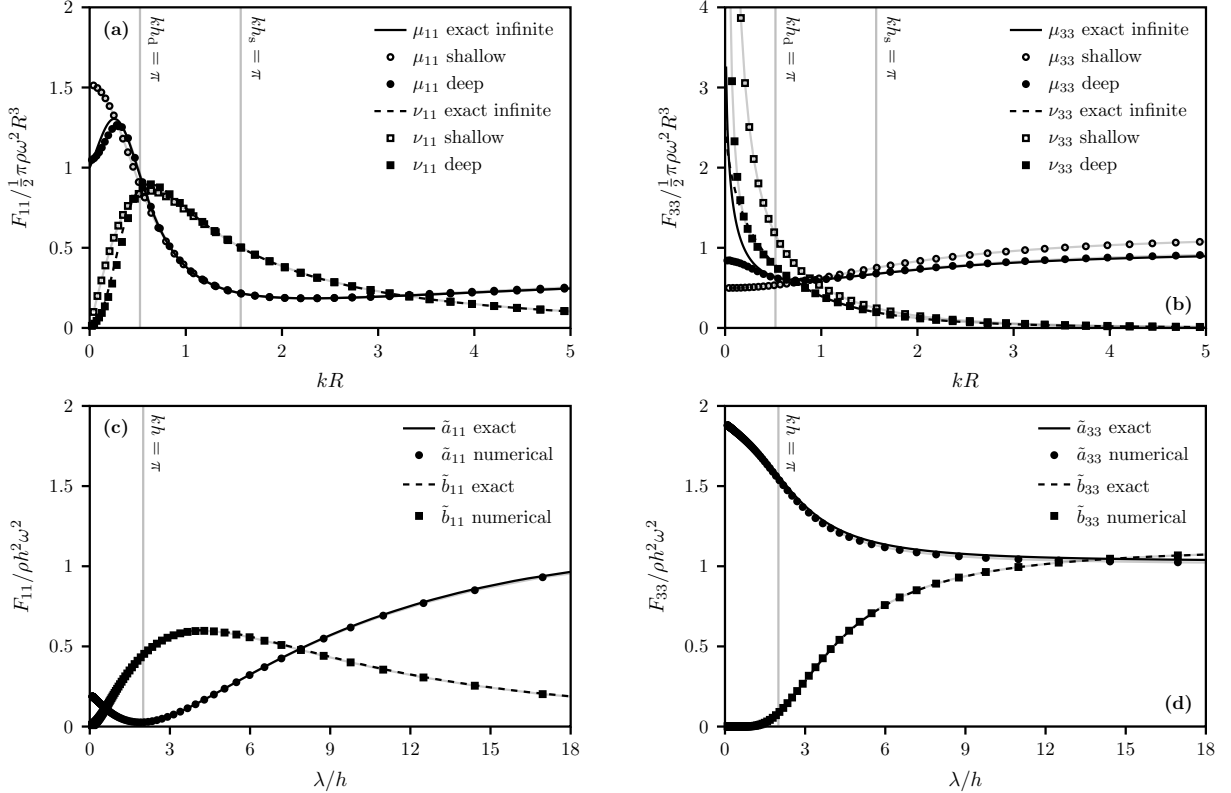 (a)
kh_d = π
kh_s = π
μ₁₁ exact infinite
μ₁₁ shallow
μ₁₁ deep
ν₁₁ exact infinite
ν₁₁ shallow
ν₁₁ deep
F₁₁/½πρω²R³
2
1.5
1
0.5
0
0 1 2 3 4 5
kR
kh_d = π
kh_s = π
μ₃₃ exact infinite
μ₃₃ shallow
μ₃₃ deep
ν₃₃ exact infinite
ν₃₃ shallow
ν₃₃ deep
(b)
F₃₃/½πρω²R³
4
3
2
1
0
0 1 2 3 4 5
kR
(c)
kh = π
ã₁₁ exact
ã₁₁ numerical
b̃₁₁ exact
b̃₁₁ numerical
F₁₁/ρh²ω²
2
1.5
1
0.5
0
0 3 6 9 12 15 18
λ/h
kh = π
ã₃₃ exact
ã₃₃ numerical
b̃₃₃ exact
b̃₃₃ numerical
(d)
F₃₃/ρh²ω²
2
1.5
1
0.5
0
0 3 6 9 12 15 18
λ/h